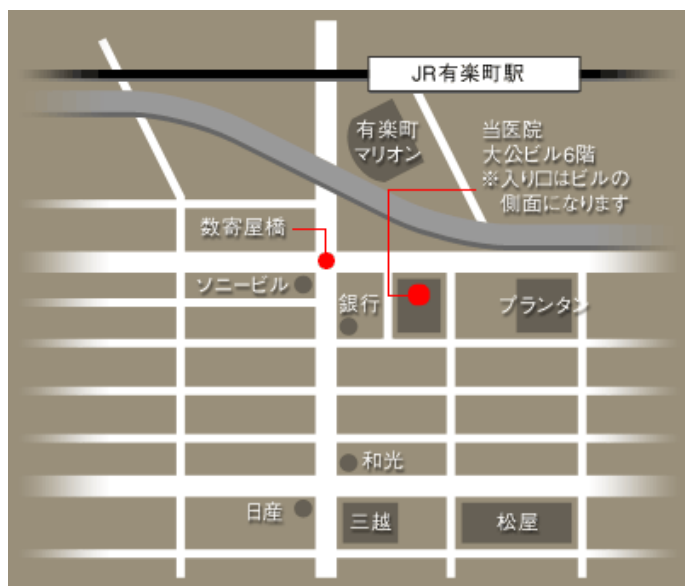 JR有楽町駅
有楽町
マリオン
当医院
大公ビル6階
※入り口はビルの
側面になります
数寄屋橋
ソニービル
銀行
プランタン
和光
日産
三越
松屋